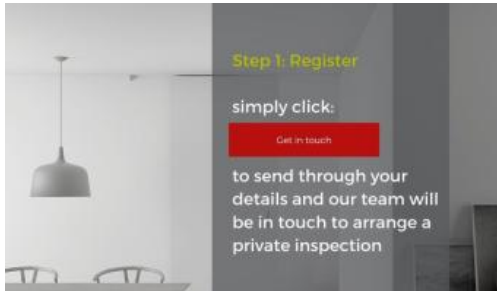 Step 1: Register
simply click:
Get in touch
to send through your
details and our team will
be in touch to arrange a
private inspection